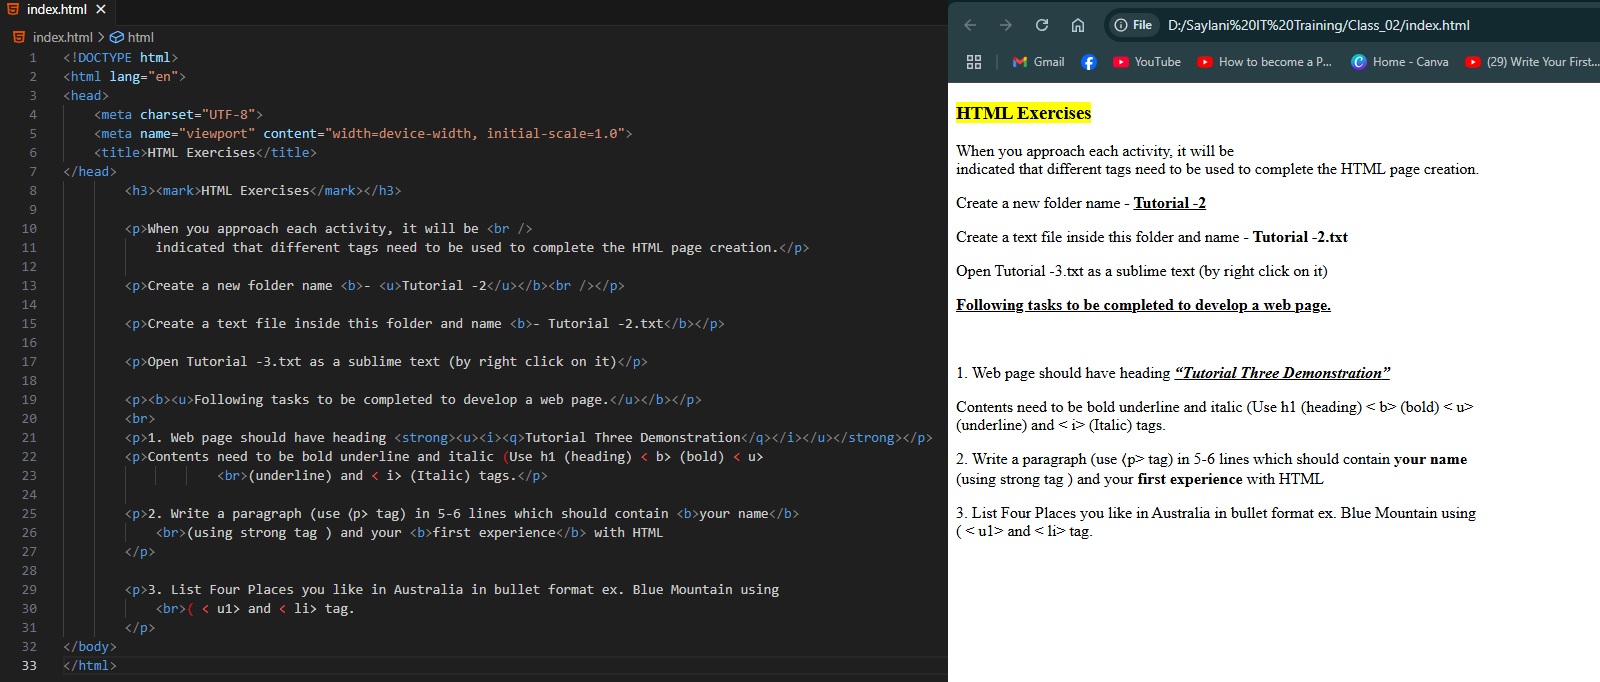 index.html ×
index.html > html
1 <!DOCTYPE html>
2 <html lang="en">
3 <head>
4 <meta charset="UTF-8">
5 <meta name="viewport" content="width=device-width, initial-scale=1.0">
6 <title>HTML Exercises</title>
7 </head>
8 <h3><mark>HTML Exercises</mark></h3>
9
10 <p>When you approach each activity, it will be <br />
11 indicated that different tags need to be used to complete the HTML page creation.</p>
12
13 <p>Create a new folder name <b>- <u>Tutorial -2</u></b><br /></p>
14
15 <p>Create a text file inside this folder and name <b>- Tutorial -2.txt</b></p>
16
17 <p>Open Tutorial -3.txt as a sublime text (by right click on it)</p>
18
19 <p><b><u>Following tasks to be completed to develop a web page.</u></b></p>
20 <br>
21 <p>1. Web page should have heading <strong><u><i><q>Tutorial Three Demonstration</q></i></u></strong></p>
22 <p>Contents need to be bold underline and italic (Use h1 (heading) < b> (bold) < u>
23 <br>(underline) and < i> (Italic) tags.</p>
24
25 <p>2. Write a paragraph (use ⟨p> tag) in 5-6 lines which should contain <b>your name</b>
26 <br>(using strong tag ) and your <b>first experience</b> with HTML
27 </p>
28
29 <p>3. List Four Places you like in Australia in bullet format ex. Blue Mountain using
30 <br>( < u1> and < li> tag.
31 </p>
32 </body>
33 </html>
File D:/Saylani%20IT%20Training/Class_02/index.html
Gmail YouTube How to become a P... Home - Canva (29) Write Your First...
HTML Exercises
When you approach each activity, it will be
indicated that different tags need to be used to complete the HTML page creation.
Create a new folder name - Tutorial -2
Create a text file inside this folder and name - Tutorial -2.txt
Open Tutorial -3.txt as a sublime text (by right click on it)
Following tasks to be completed to develop a web page.
1. Web page should have heading “Tutorial Three Demonstration”
Contents need to be bold underline and italic (Use h1 (heading) < b> (bold) < u>
(underline) and < i> (Italic) tags.
2. Write a paragraph (use ⟨p> tag) in 5-6 lines which should contain your name
(using strong tag ) and your first experience with HTML
3. List Four Places you like in Australia in bullet format ex. Blue Mountain using
( < u1> and < li> tag.